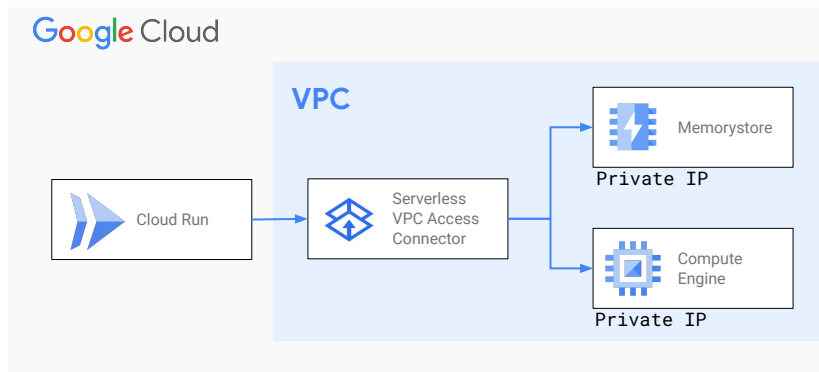 Google Cloud
VPC
Memorystore
Private IP
Cloud Run
Serverless
VPC Access
Connector
Compute
Engine
Private IP